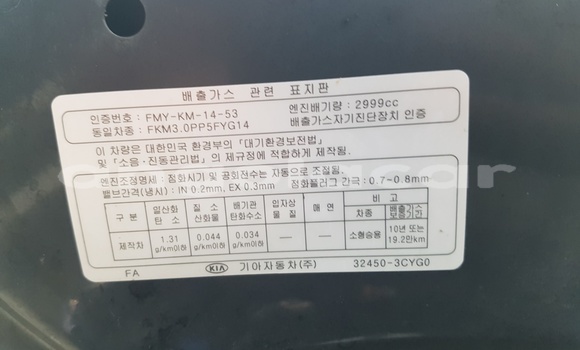 배출가스 관련 표지판
인증번호 : FMY-KM-14-53
엔진배기량 : 2999cc
동일차종 : FKM3.0PP5FYG14
배출가스자기진단장치 인증
이 차량은 대한민국 환경부의 『대기환경보전법』
및 『소음·진동관리법』의 제규정에 적합하게 제작됨.
엔진조정명세 : 점화시기 및 공회전수는 자동으로 조절됨.
밸브간격(냉시) : IN 0.2mm, EX 0.3mm 점화플러그 간극 : 0.7-0.8mm
구 분 일산화탄소 질소산화물 배기관탄화수소 입자상물질 매연 비고
차종 배출가스보증기간
제작차 1.31g/km이하 0.044g/km이하 0.034g/km이하 — — 소형승용 10년 또는 19.2만km
FA KIA 기아자동차(주) 32450-3CYG0